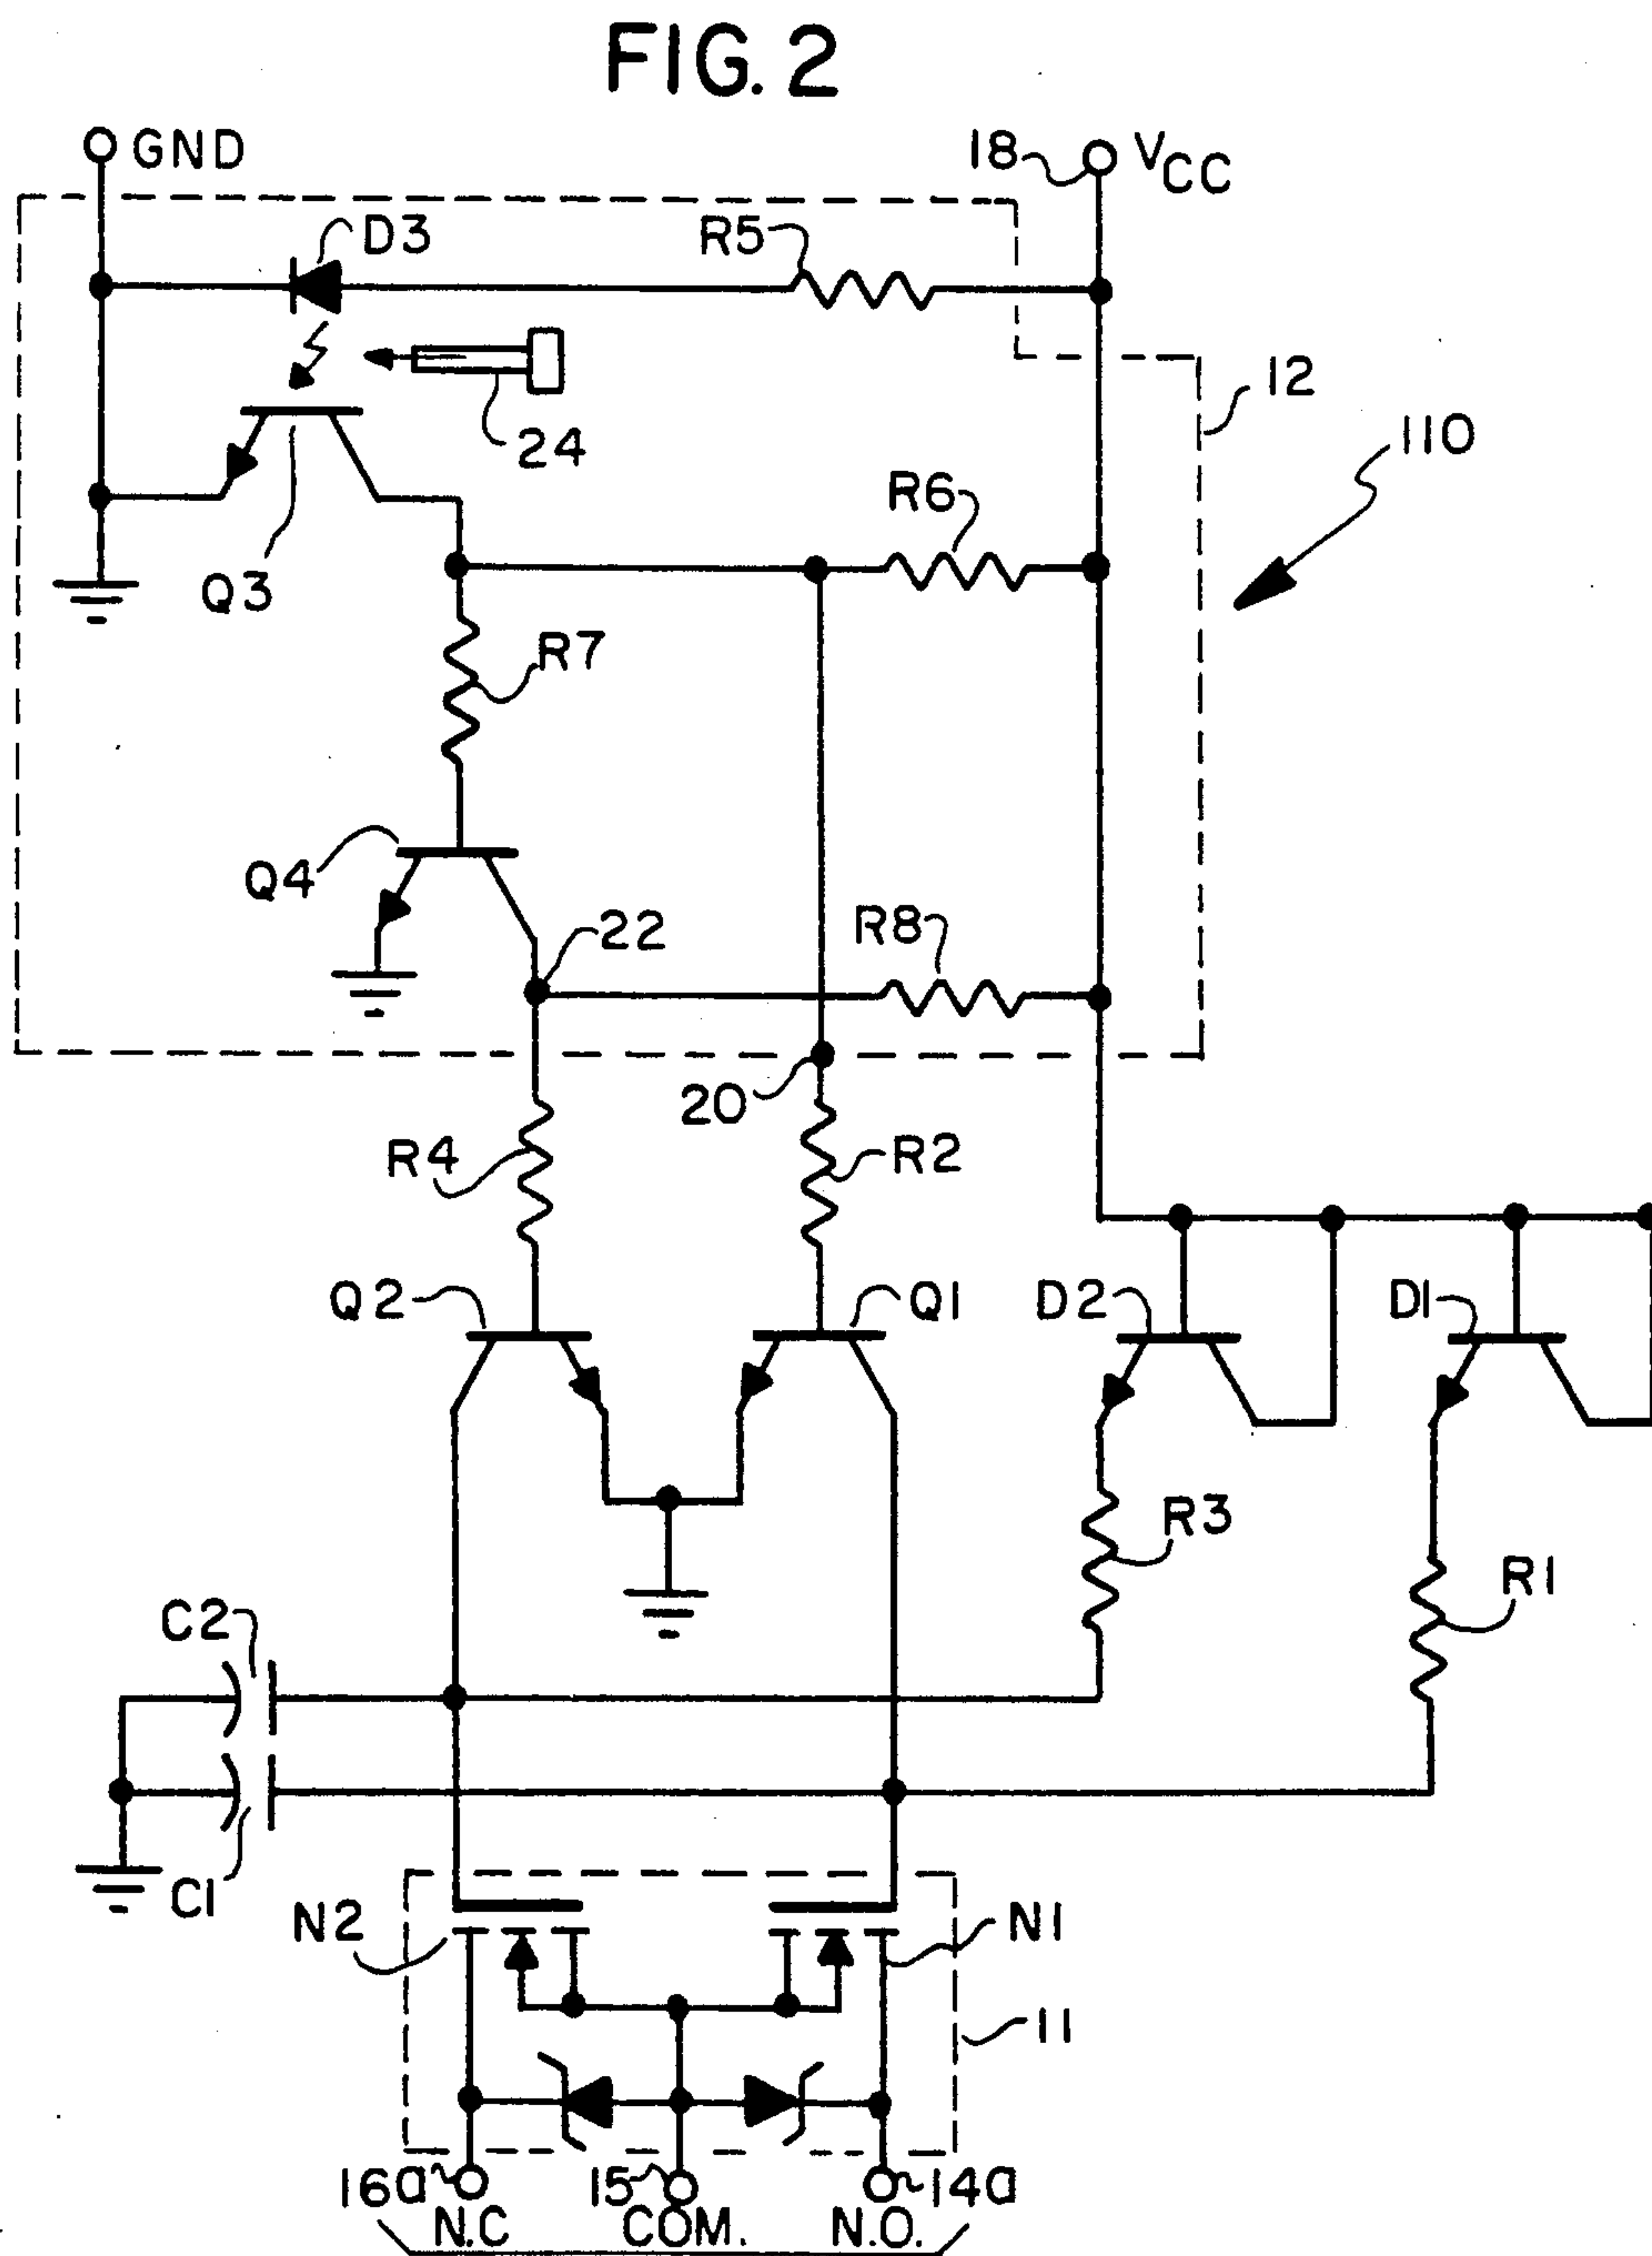 FIG. 2
GND
18 VCC
D3
R5
24
12
110
R6
Q3
R7
Q4
22
R8
20
R4
R2
Q2
Q1
D2
D1
R3
R1
C2
C1
N2
N1
11
16a
15
14a
N.C
COM.
N.O.